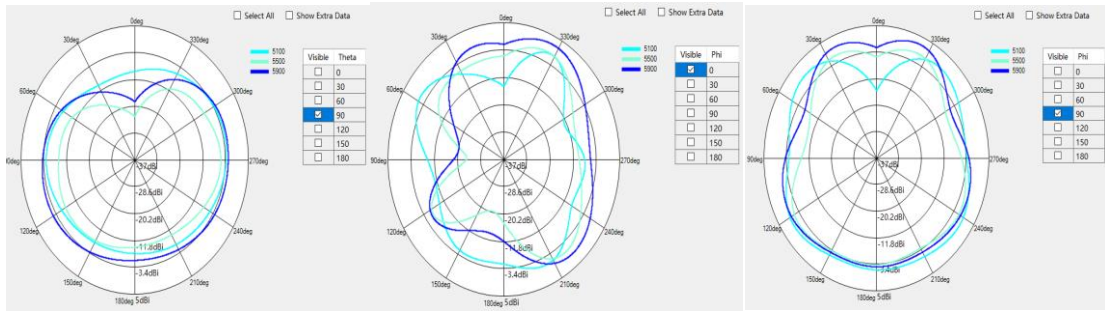 Select All Show Extra Data
0deg
30deg 330deg
5100
5500
5900
Visible Theta
0
30
60
90
120
150
180
60deg 300deg
270deg
-37dBi
-28.6dBi
-20.2dBi
-11.8dBi
-3.4dBi
120deg 240deg
150deg 210deg
180deg 5dBi
Select All Show Extra Data
0deg
30deg 330deg
5100
5500
5900
Visible Phi
0
30
60
90
120
150
180
60deg 300deg
90deg 270deg
-37dBi
-28.6dBi
-20.2dBi
-11.8dBi
-3.4dBi
120deg 240deg
150deg 210deg
180deg 5dBi
Select All Show Extra Data
0deg
30deg 330deg
5100
5500
5900
Visible Phi
0
30
60
90
120
150
180
60deg 300deg
90deg 270deg
-37dBi
-28.6dBi
-20.2dBi
-11.8dBi
-3.4dBi
120deg 240deg
150deg 210deg
180deg 5dBi